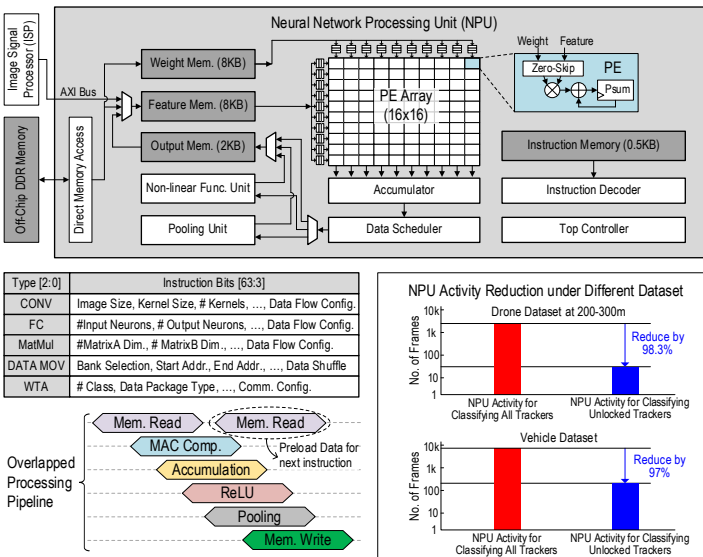 Neural Network Processing Unit (NPU)
Image Signal
Processor (ISP)
AXI Bus
Off-Chip DDR Memory
Direct Memory Access
Weight Mem. (8KB)
Feature Mem. (8KB)
Output Mem. (2KB)
Non-linear Func. Unit
Pooling Unit
PE Array
(16x16)
Accumulator
Data Scheduler
Weight Feature
Zero-Skip
PE
Psum
Instruction Memory (0.5KB)
Instruction Decoder
Top Controller
Type [2:0] Instruction Bits [63:3]
CONV Image Size, Kernel Size, # Kernels, ..., Data Flow Config.
FC #Input Neurons, # Output Neurons, ..., Data Flow Config.
MatMul #MatrixA Dim., # MatrixB Dim., ..., Data Flow Config.
DATA MOV Bank Selection, Start Addr., End Addr., ..., Data Shuffle
WTA # Class, Data Package Type, ..., Comm. Config.
Overlapped
Processing
Pipeline
Mem. Read Mem. Read
MAC Comp.
Preload Data for
next instruction
Accumulation
ReLU
Pooling
Mem. Write
NPU Activity Reduction under Different Dataset
Drone Dataset at 200-300m
No. of Frames
10k
1k
100
10
1
Reduce by
98.3%
NPU Activity for
Classifying All Trackers
NPU Activity for Classifying
Unlocked Trackers
Vehicle Dataset
No. of Frames
10k
1k
100
10
1
Reduce by
97%
NPU Activity for
Classifying All Trackers
NPU Activity for Classifying
Unlocked Trackers